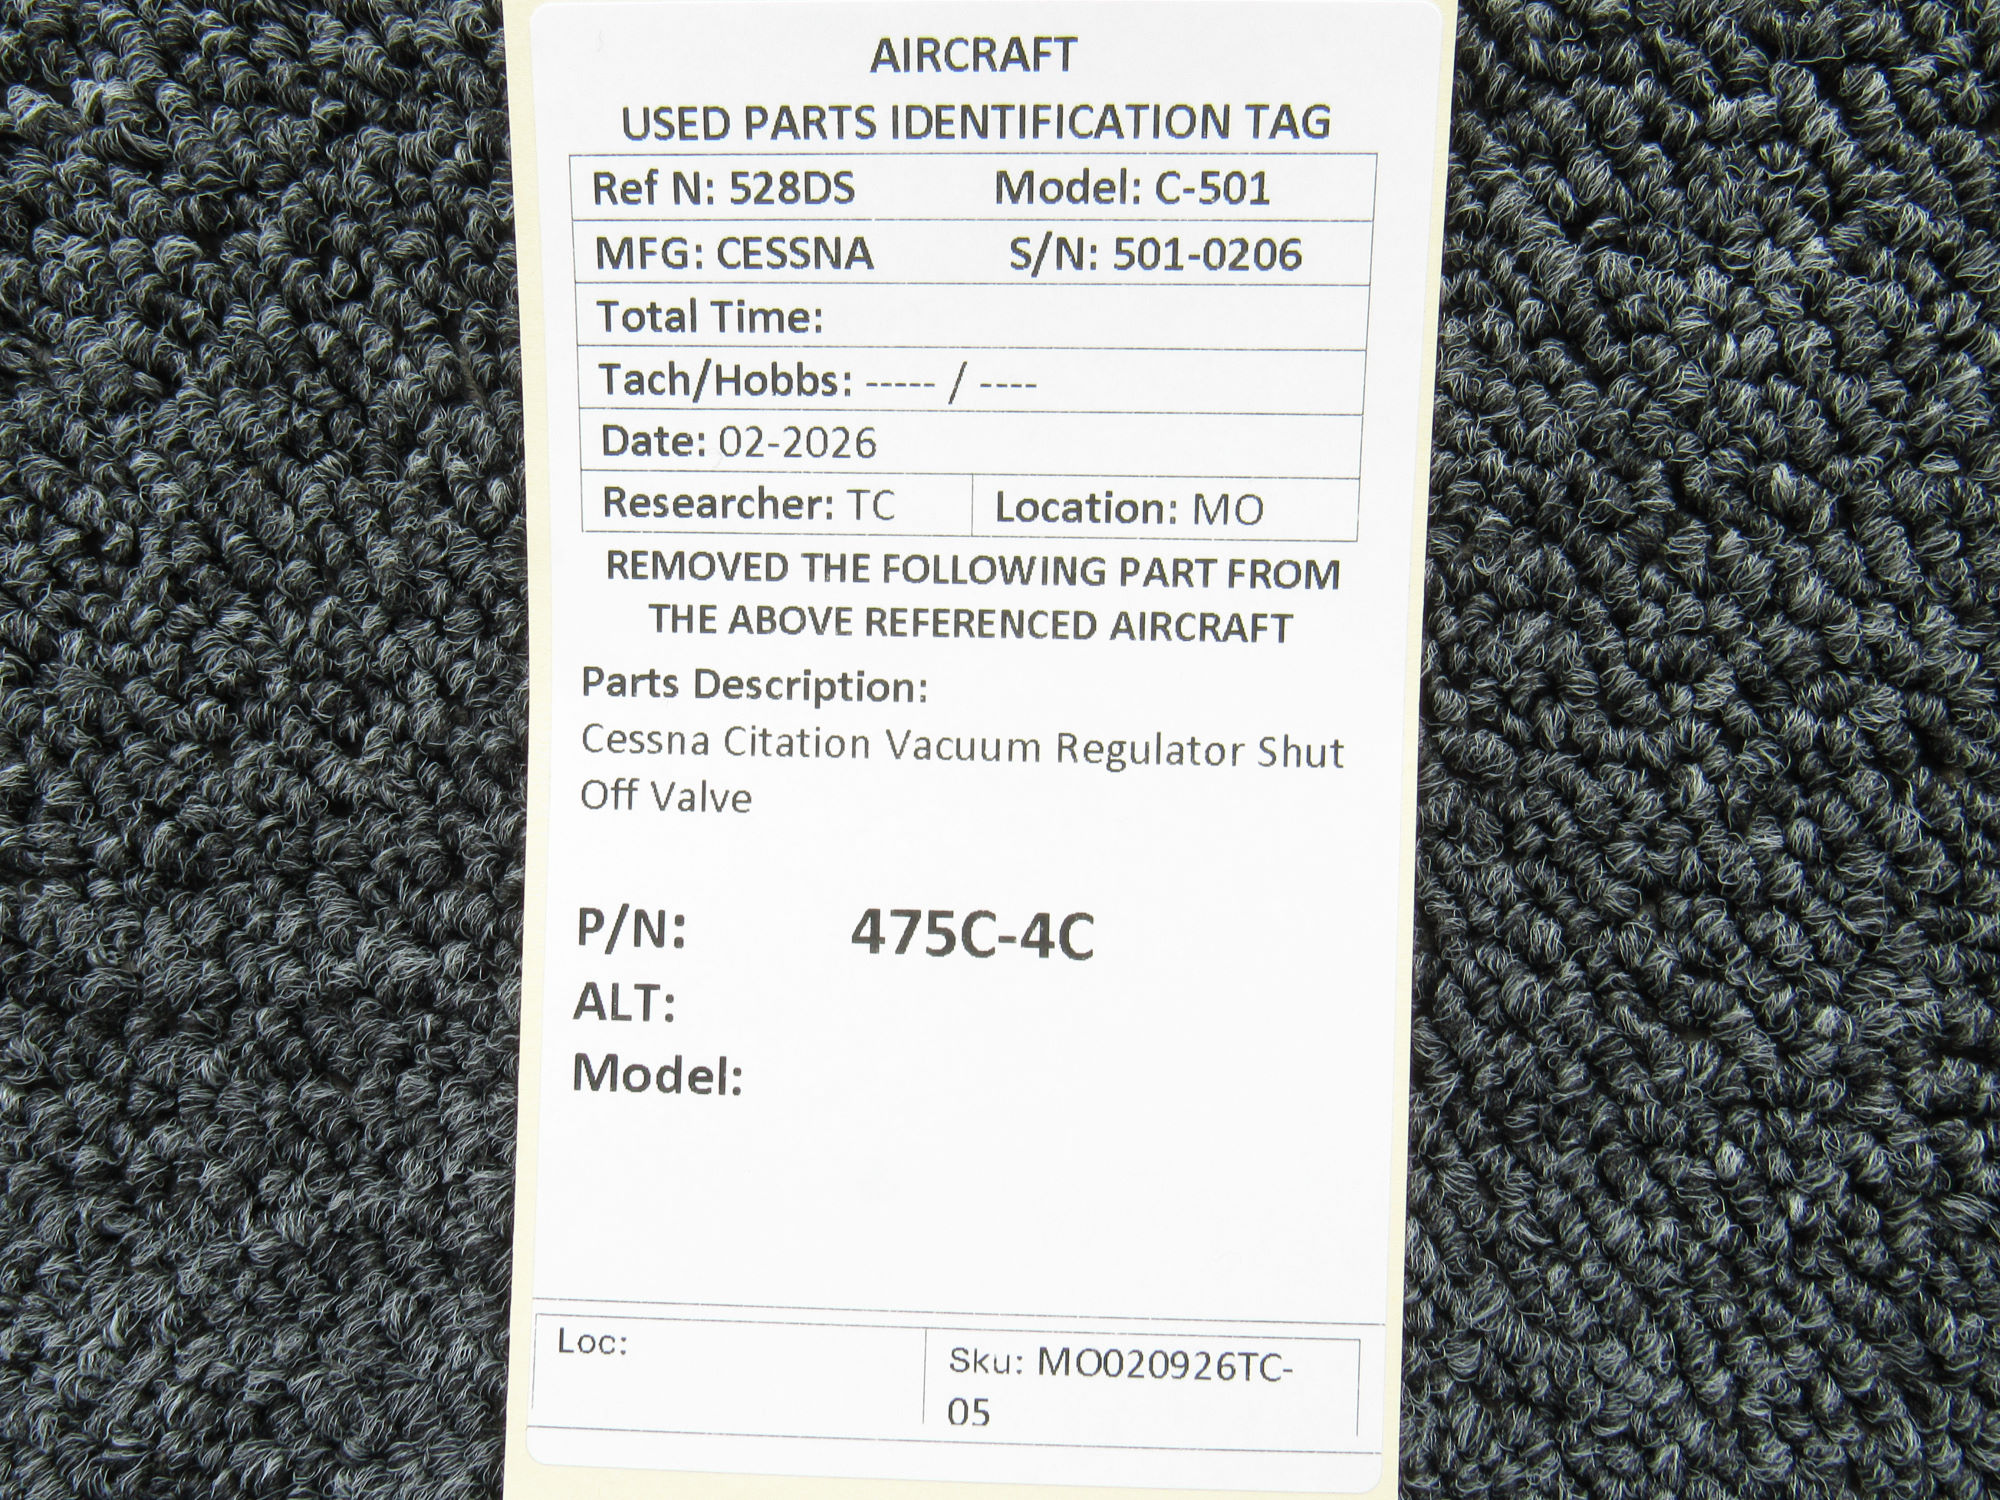 AIRCRAFT
USED PARTS IDENTIFICATION TAG
Ref N: 528DS Model: C-501
MFG: CESSNA S/N: 501-0206
Total Time:
Tach/Hobbs: ----- / ----
Date: 02-2026
Researcher: TC Location: MO
REMOVED THE FOLLOWING PART FROM
THE ABOVE REFERENCED AIRCRAFT
Parts Description:
Cessna Citation Vacuum Regulator Shut
Off Valve
P/N: 475C-4C
ALT:
Model:
Loc:
Sku: MO020926TC-
05